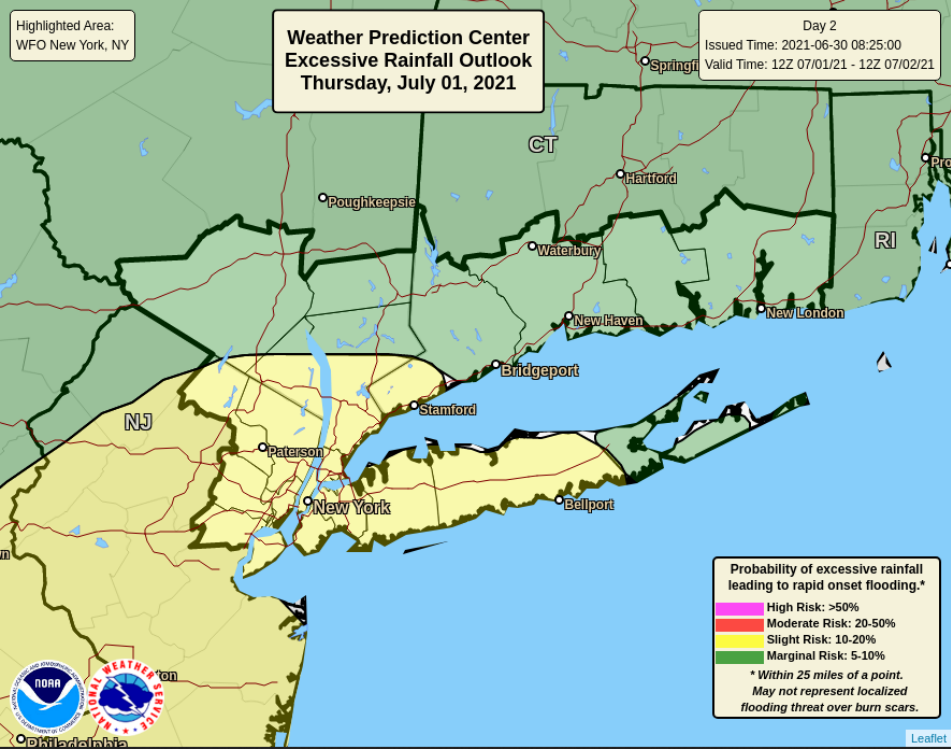 Highlighted Area:
WFO New York, NY
Weather Prediction Center
Excessive Rainfall Outlook
Thursday, July 01, 2021
Day 2
Issued Time: 2021-06-30 08:25:00
Valid Time: 12Z 07/01/21 - 12Z 07/02/21
Springfi
CT
Pro
Hartford
Poughkeepsie
RI
Waterbury
New London
New Haven
Bridgeport
Stamford
NJ
Paterson
New York
Bellport
n
Probability of excessive rainfall
leading to rapid onset flooding.*
High Risk: >50%
Moderate Risk: 20-50%
Slight Risk: 10-20%
Marginal Risk: 5-10%
* Within 25 miles of a point.
May not represent localized
flooding threat over burn scars.
NOAA
NATIONAL WEATHER SERVICE
ton
Philadelphia
Leaflet